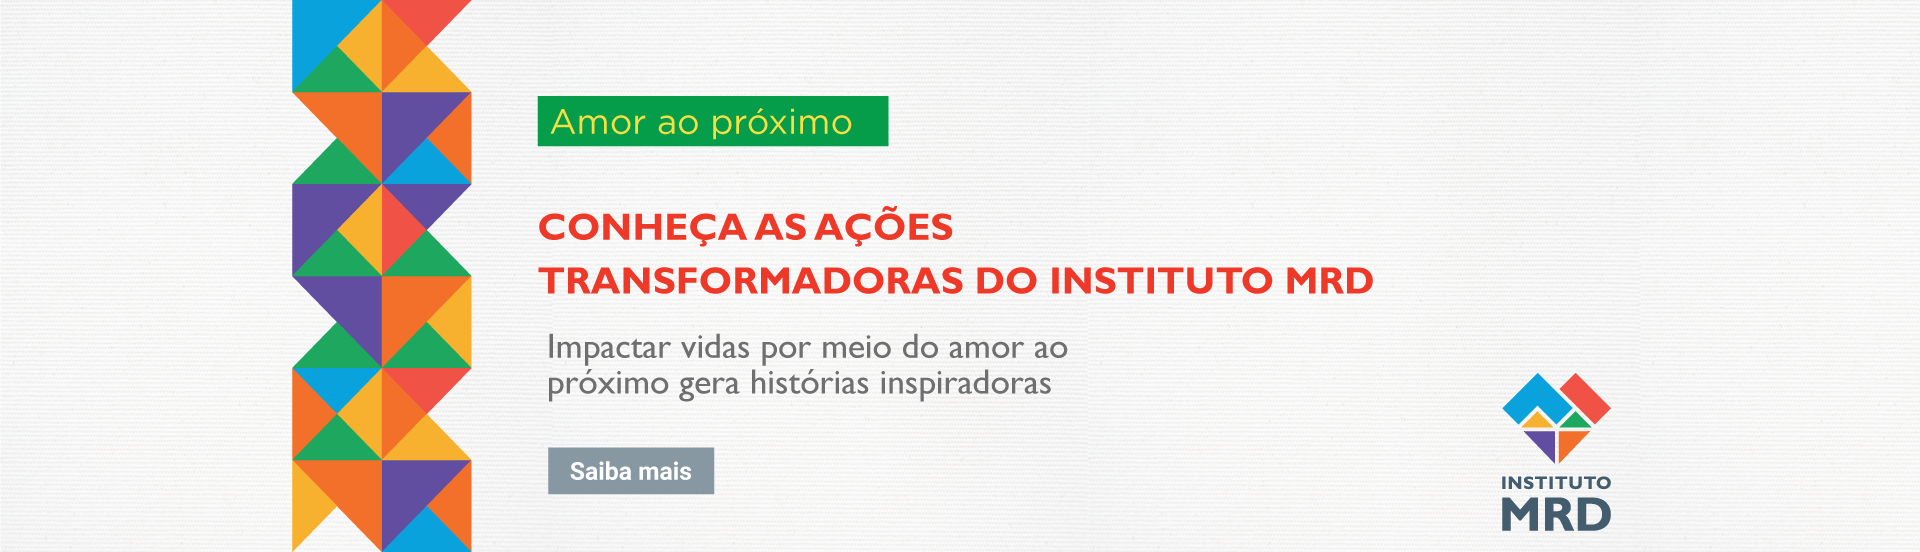 Amor ao próximo
CONHEÇA AS AÇÕES
TRANSFORMADORAS DO INSTITUTO MRD
Impactar vidas por meio do amor ao
próximo gera histórias inspiradoras
Saiba mais
INSTITUTO
MRD